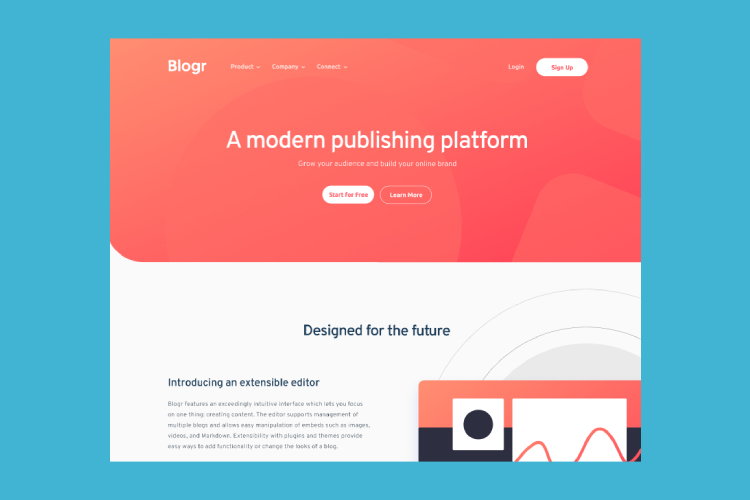 Blogr Product Company Connect Login Sign Up
A modern publishing platform
Grow your audience and build your online brand
Start for Free Learn More
Designed for the future
Introducing an extensible editor
Blogr features an exceedingly intuitive interface which lets you focus
on one thing: creating content. The editor supports management of
multiple blogs and allows easy manipulation of embeds such as images,
videos, and Markdown. Extensibility with plugins and themes provide
easy ways to add functionality or change the looks of a blog.